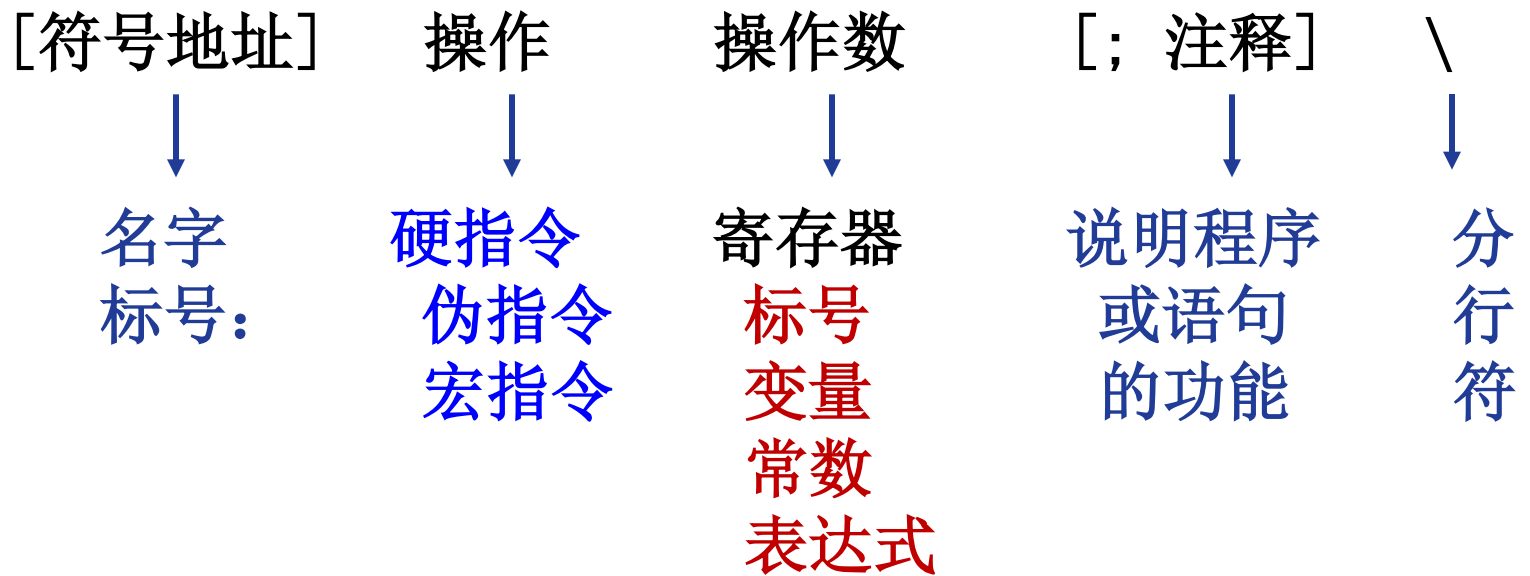 [符号地址] 操作 操作数 [; 注释] \
名字 硬指令 寄存器 说明程序 分
标号： 伪指令 标号 或语句 行
宏指令 变量 的功能 符
常数
表达式